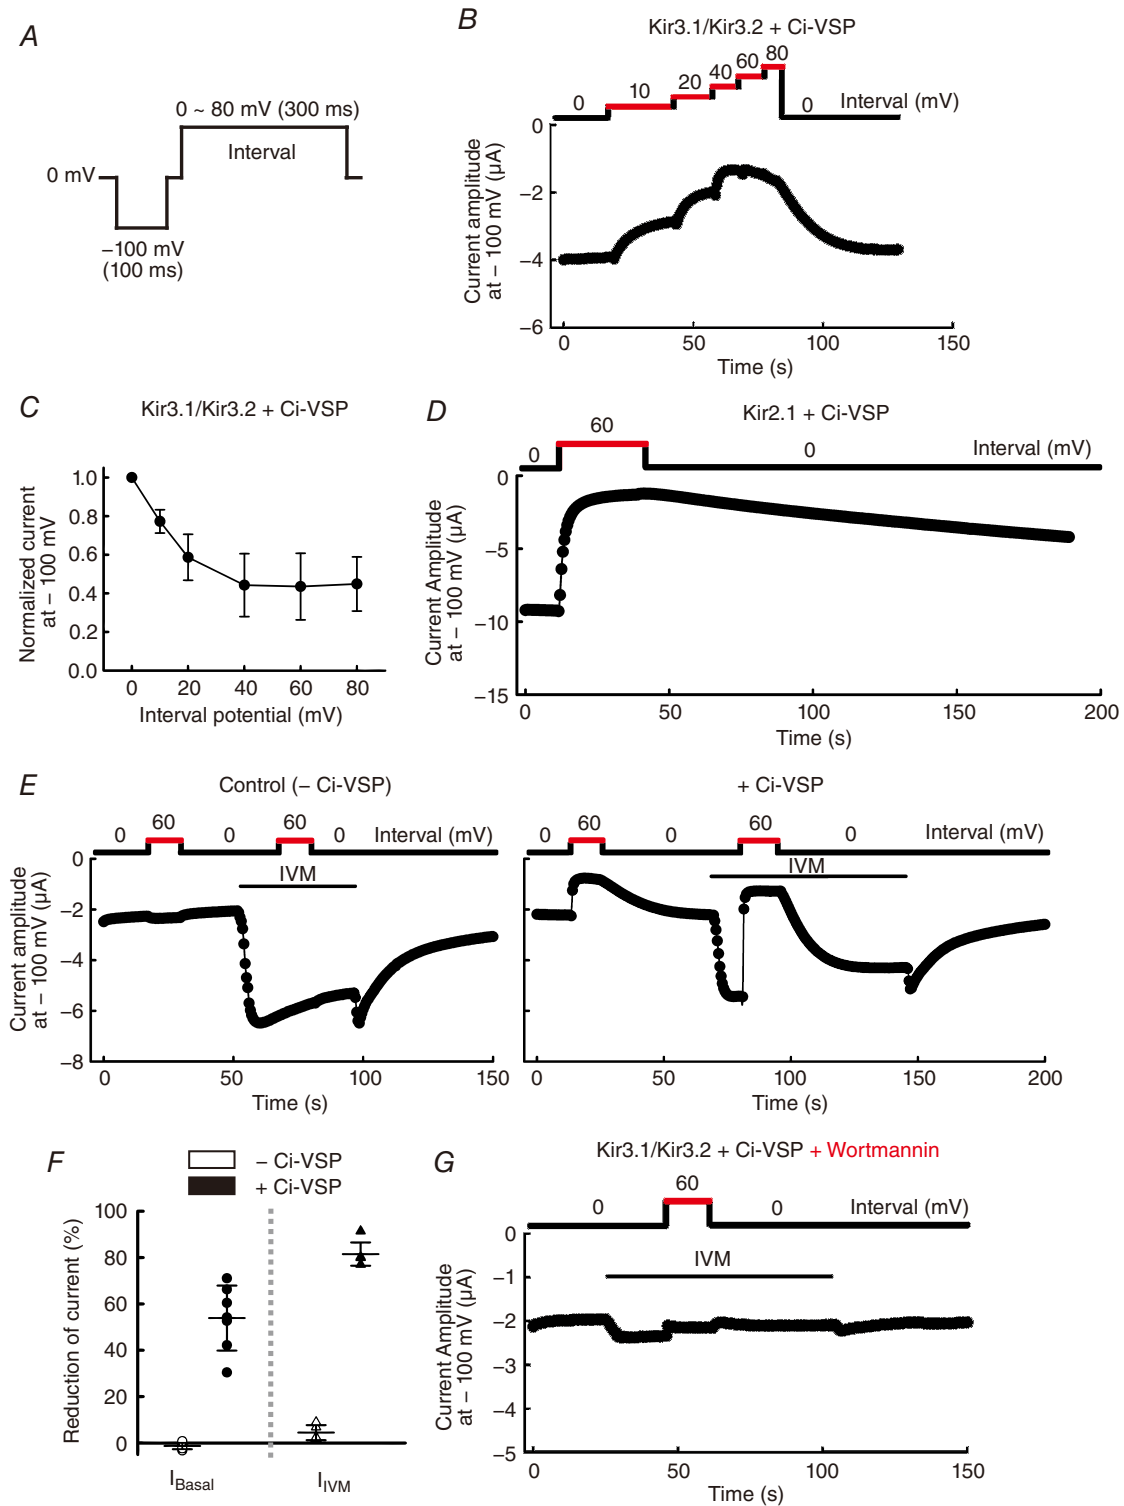 A
0 ~ 80 mV (300 ms)
Interval
0 mV
−100 mV
(100 ms)
B
Kir3.1/Kir3.2 + Ci-VSP
0 10 20 40 60 80 0 Interval (mV)
Current amplitude
at − 100 mV (µA)
0
−2
−4
−6
0 50 100 150
Time (s)
C
Kir3.1/Kir3.2 + Ci-VSP
Normalized current
at − 100 mV
1.0
0.8
0.6
0.4
0.2
0.0
0 20 40 60 80
Interval potential (mV)
D
Kir2.1 + Ci-VSP
0 60 0 Interval (mV)
Current Amplitude
at − 100 mV (µA)
0
−5
−10
−15
0 50 100 150 200
Time (s)
E
Control (− Ci-VSP)
0 60 0 60 0 Interval (mV)
IVM
Current amplitude
at − 100 mV (µA)
0
−2
−4
−6
−8
0 50 100 150
Time (s)
+ Ci-VSP
0 60 0 60 0 Interval (mV)
IVM
0 50 100 150 200
Time (s)
F
− Ci-VSP
+ Ci-VSP
Reduction of current (%)
100
80
60
40
20
0
I Basal
I IVM
G
Kir3.1/Kir3.2 + Ci-VSP + Wortmannin
0 60 0 Interval (mV)
IVM
Current Amplitude
at − 100 mV (µA)
0
−1
−2
−3
−4
−5
0 50 100 150
Time (s)